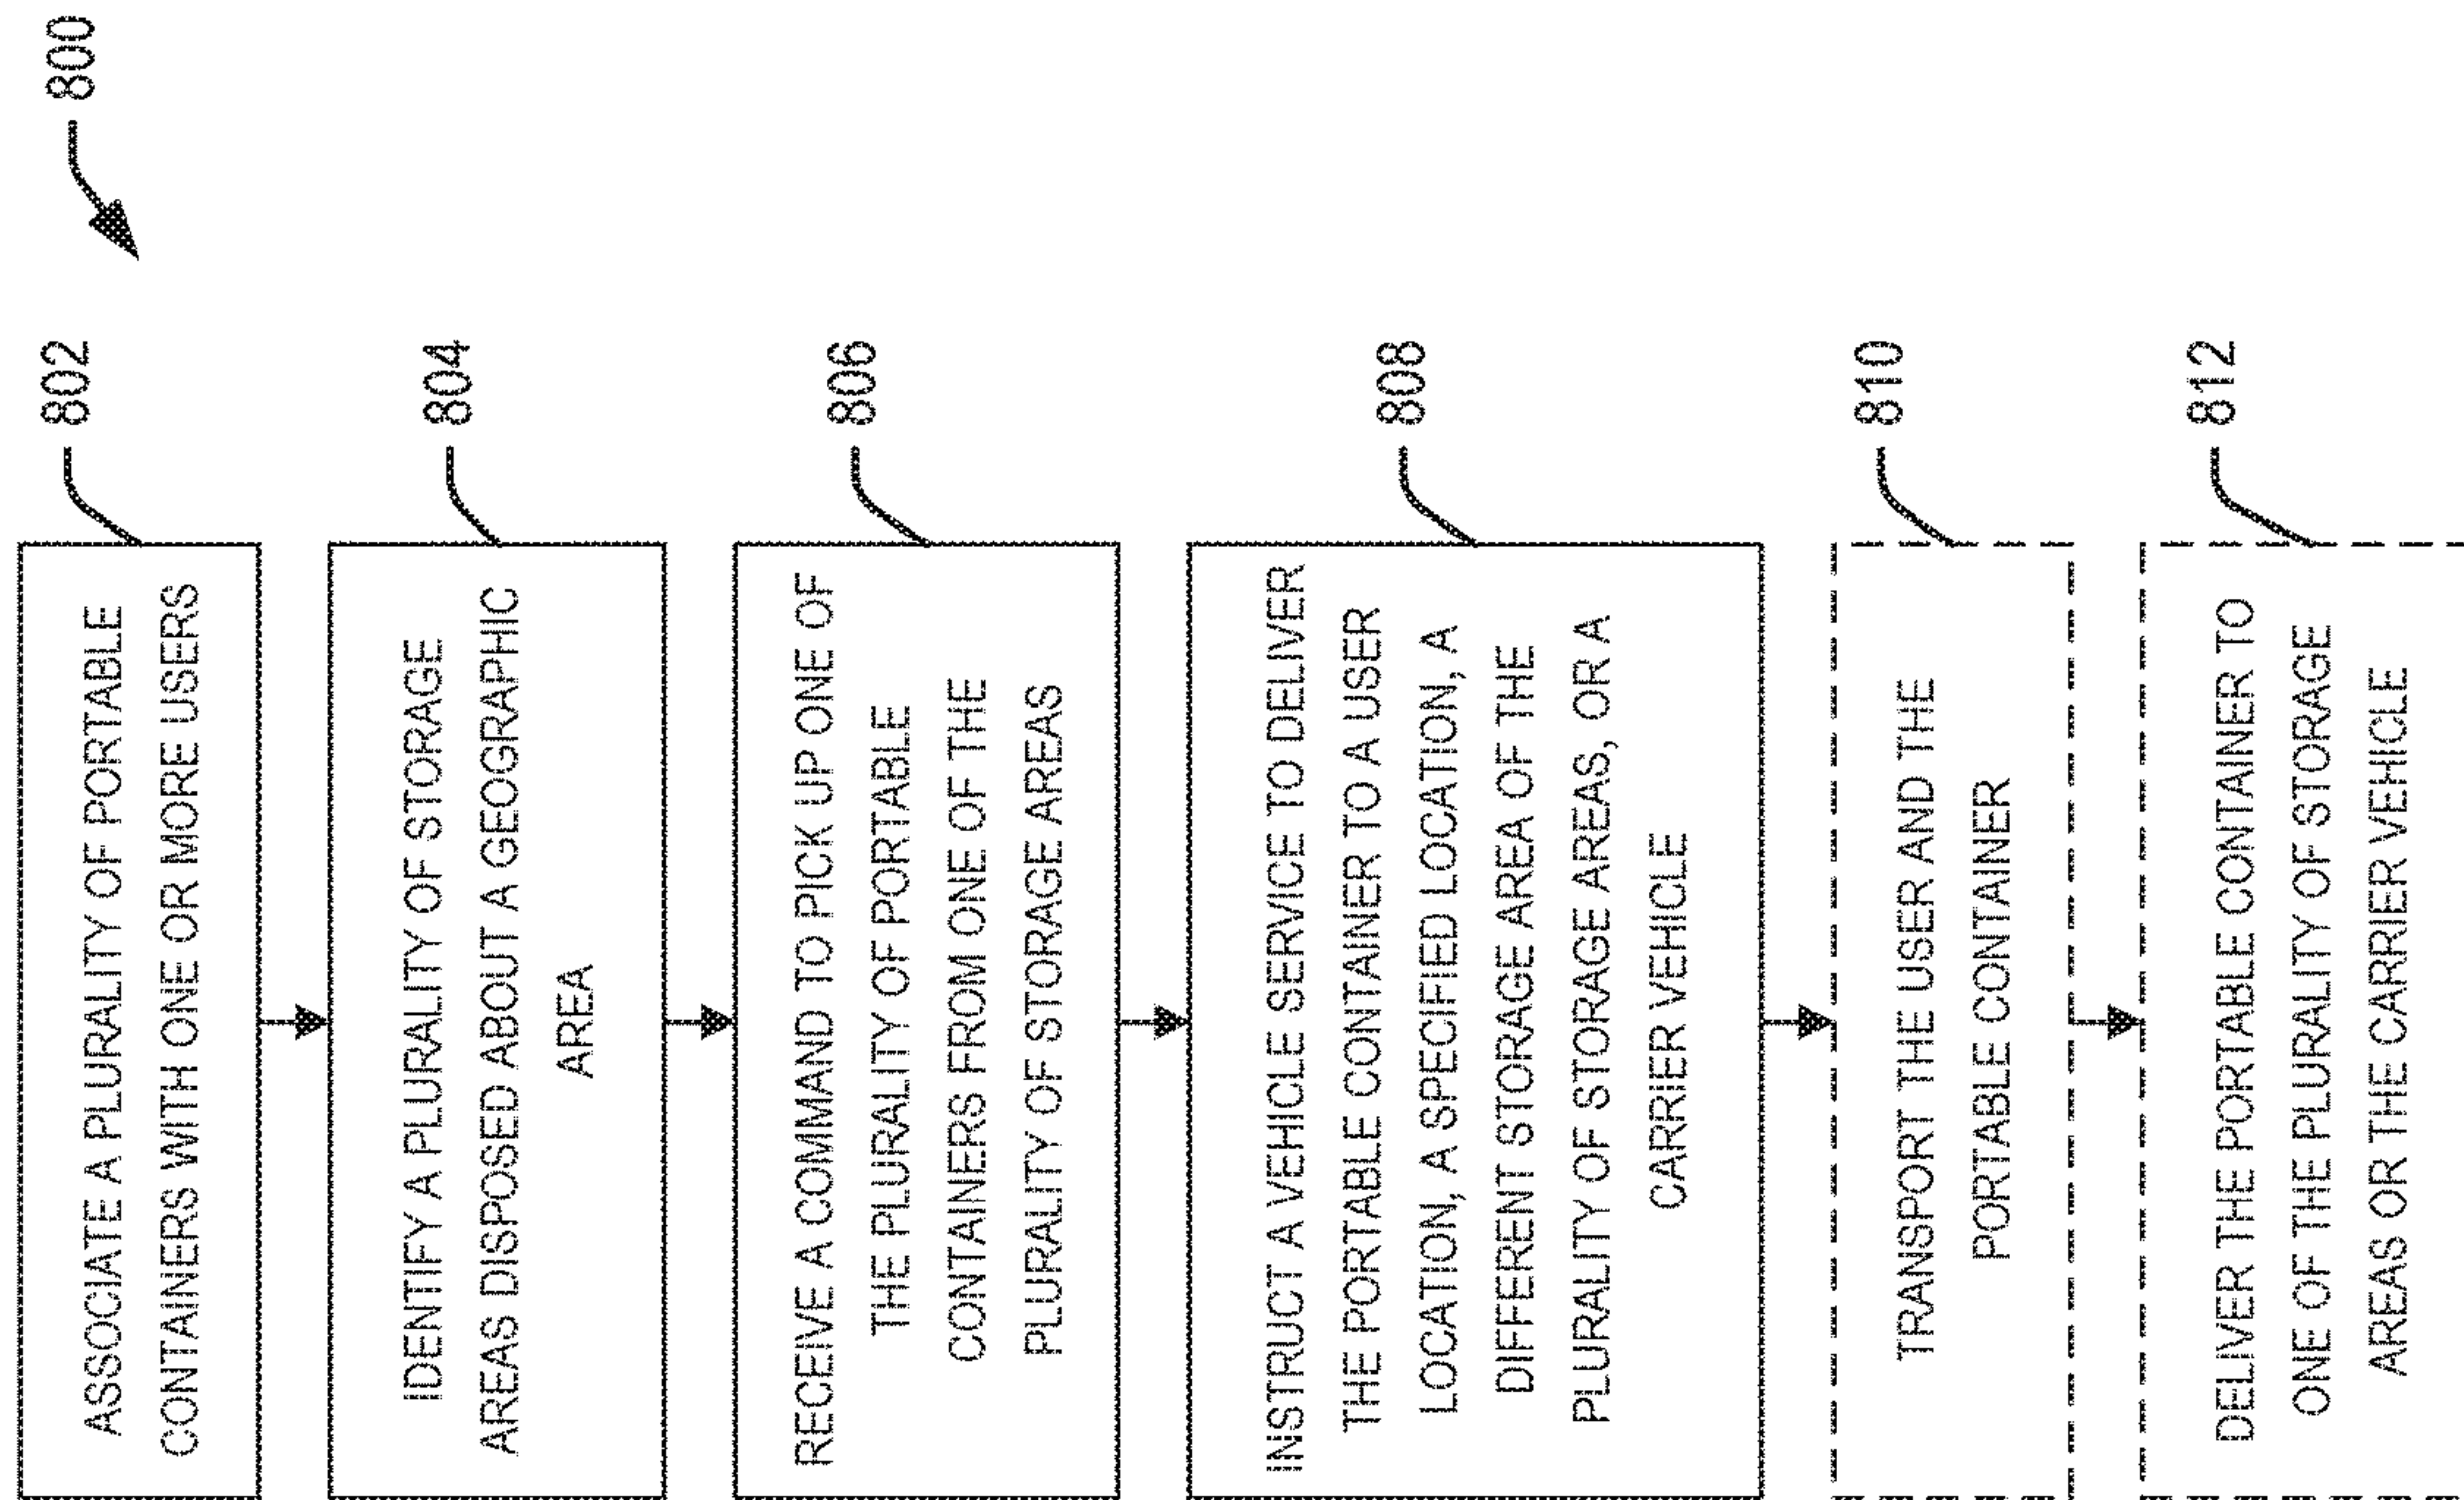 800
802
ASSOCIATE A PLURALITY OF PORTABLE
CONTAINERS WITH ONE OR MORE USERS
804
IDENTIFY A PLURALITY OF STORAGE
AREAS DISPOSED ABOUT A GEOGRAPHIC
AREA
806
RECEIVE A COMMAND TO PICK UP ONE OF
THE PLURALITY OF PORTABLE
CONTAINERS FROM ONE OF THE
PLURALITY OF STORAGE AREAS
808
INSTRUCT A VEHICLE SERVICE TO DELIVER
THE PORTABLE CONTAINER TO A USER
LOCATION, A SPECIFIED LOCATION, A
DIFFERENT STORAGE AREA OF THE
PLURALITY OF STORAGE AREAS, OR A
CARRIER VEHICLE
810
TRANSPORT THE USER AND THE
PORTABLE CONTAINER
812
DELIVER THE PORTABLE CONTAINER TO
ONE OF THE PLURALITY OF STORAGE
AREAS OR THE CARRIER VEHICLE